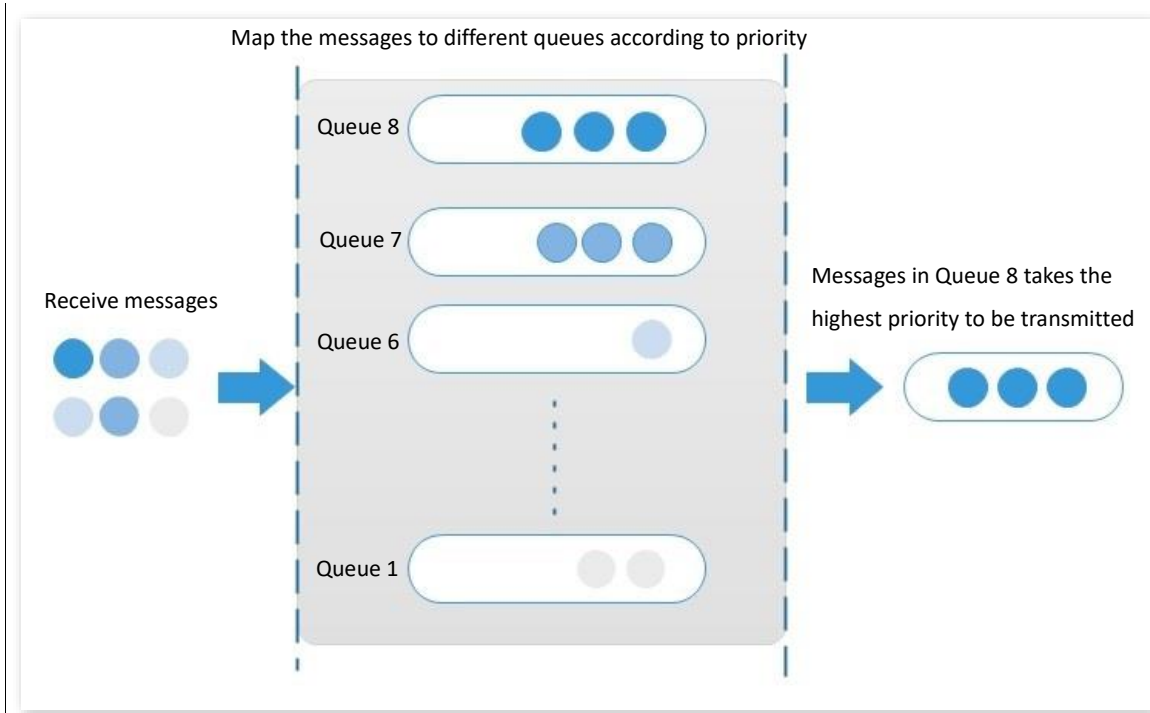 Map the messages to different queues according to priority
Queue 8
Queue 7
Receive messages
Queue 6
Queue 1
Messages in Queue 8 takes the
highest priority to be transmitted